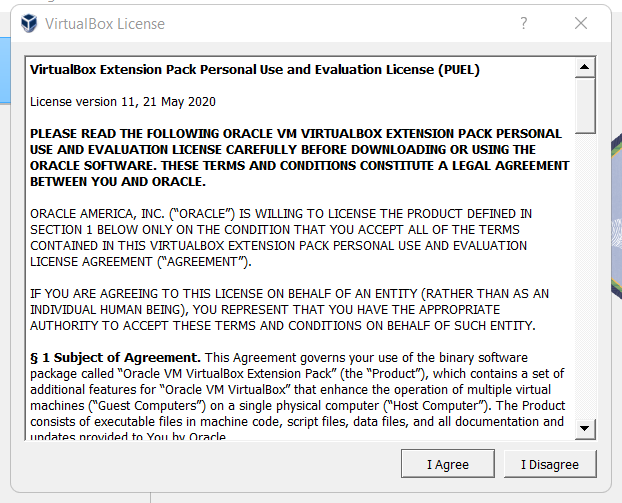 VirtualBox License
?
VirtualBox Extension Pack Personal Use and Evaluation License (PUEL)
License version 11, 21 May 2020
PLEASE READ THE FOLLOWING ORACLE VM VIRTUALBOX EXTENSION PACK PERSONAL
USE AND EVALUATION LICENSE CAREFULLY BEFORE DOWNLOADING OR USING THE
ORACLE SOFTWARE. THESE TERMS AND CONDITIONS CONSTITUTE A LEGAL AGREEMENT
BETWEEN YOU AND ORACLE.
ORACLE AMERICA, INC. (“ORACLE”) IS WILLING TO LICENSE THE PRODUCT DEFINED IN
SECTION 1 BELOW ONLY ON THE CONDITION THAT YOU ACCEPT ALL OF THE TERMS
CONTAINED IN THIS VIRTUALBOX EXTENSION PACK PERSONAL USE AND EVALUATION
LICENSE AGREEMENT (“AGREEMENT”).
IF YOU ARE AGREEING TO THIS LICENSE ON BEHALF OF AN ENTITY (RATHER THAN AS AN
INDIVIDUAL HUMAN BEING), YOU REPRESENT THAT YOU HAVE THE APPROPRIATE
AUTHORITY TO ACCEPT THESE TERMS AND CONDITIONS ON BEHALF OF SUCH ENTITY.
§ 1 Subject of Agreement. This Agreement governs your use of the binary software
package called “Oracle VM VirtualBox Extension Pack” (the “Product”), which contains a set of
additional features for “Oracle VM VirtualBox” that enhance the operation of multiple virtual
machines (“Guest Computers”) on a single physical computer (“Host Computer”). The Product
consists of executable files in machine code, script files, data files, and all documentation and
updates provided to You by Oracle.
I Agree
I Disagree